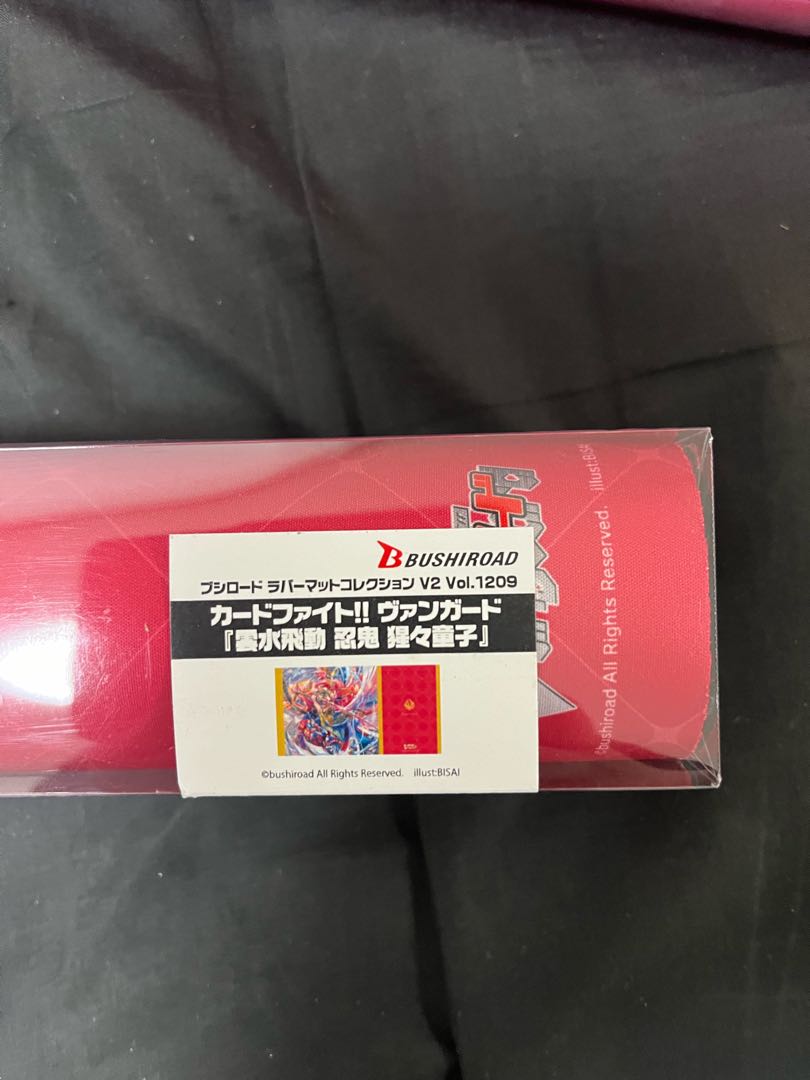 BUSHIROAD
ブシロード ラバーマットコレクション V2 Vol.1209
カードファイト!! ヴァンガード
『雲水飛動 忍鬼 猩々童子』
©bushiroad All Rights Reserved. illust:BISAI
©bushiroad All Rights Reserved. illust:BISA